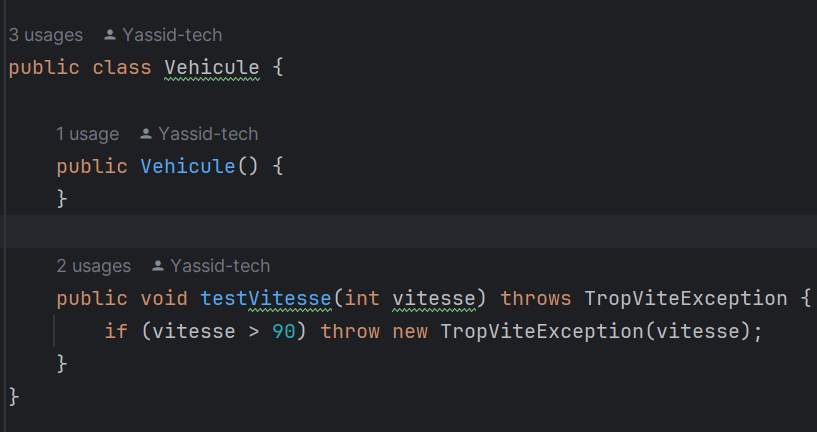 3 usages Yassid-tech
public class Vehicule {
1 usage Yassid-tech
public Vehicule() {
}
2 usages Yassid-tech
public void testVitesse(int vitesse) throws TropViteException {
if (vitesse > 90) throw new TropViteException(vitesse);
}
}